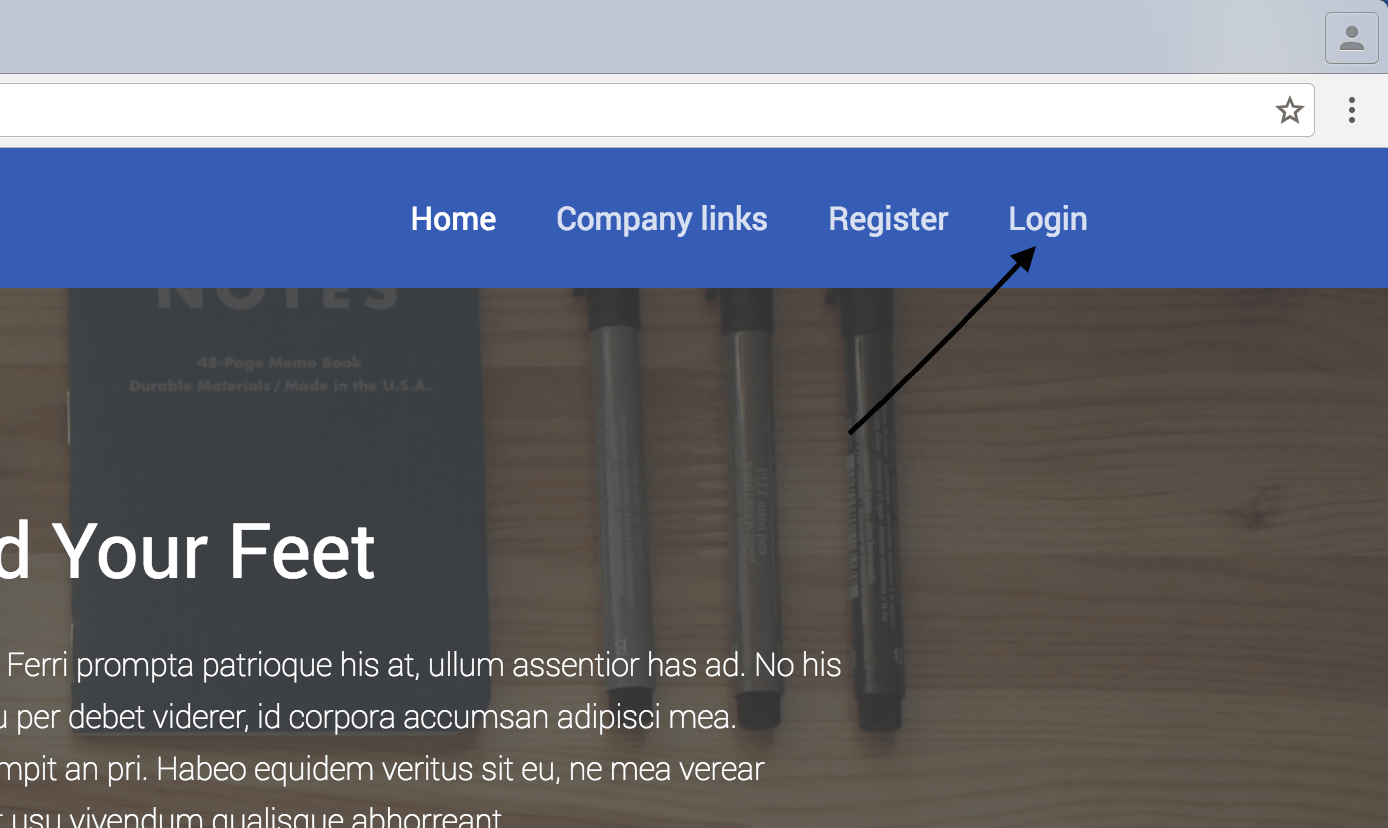 Home Company links Register Login
NOTES
48-Page Memo Book
Durable Materials / Made in the U.S.A.
d Your Feet
Ferri prompta patrioque his at, ullum assentior has ad. No his
u per debet viderer, id corpora accumsan adipisci mea.
mpit an pri. Habeo equidem veritus sit eu, ne mea verear
t usu vivendum qualisque abhorreant